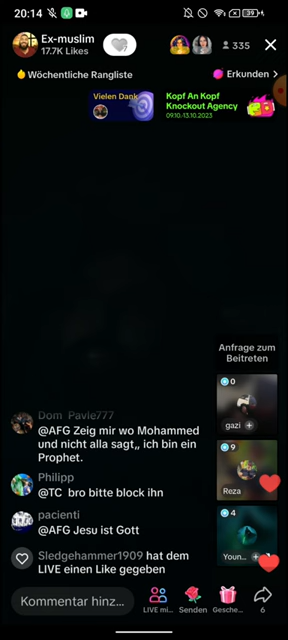 20:14
39
Ex-muslim
17.7K Likes
335
Wöchentliche Rangliste
Erkunden >
Vielen Dank
Kopf An Kopf
Knockout Agency
09.10-13.10.2023
Anfrage zum
Beitreten
0
gazi
9
Reza
4
Youn...
Dom_Pavle777
@AFG Zeig mir wo Mohammed
und nicht alla sagt,, ich bin ein
Prophet.
Philipp
@TC bro bitte block ihn
pacienti
@AFG Jesu ist Gott
Sledgehammer1909 hat dem
LIVE einen Like gegeben
Kommentar hinz...
LIVE mi...
Senden
Gesche...
6